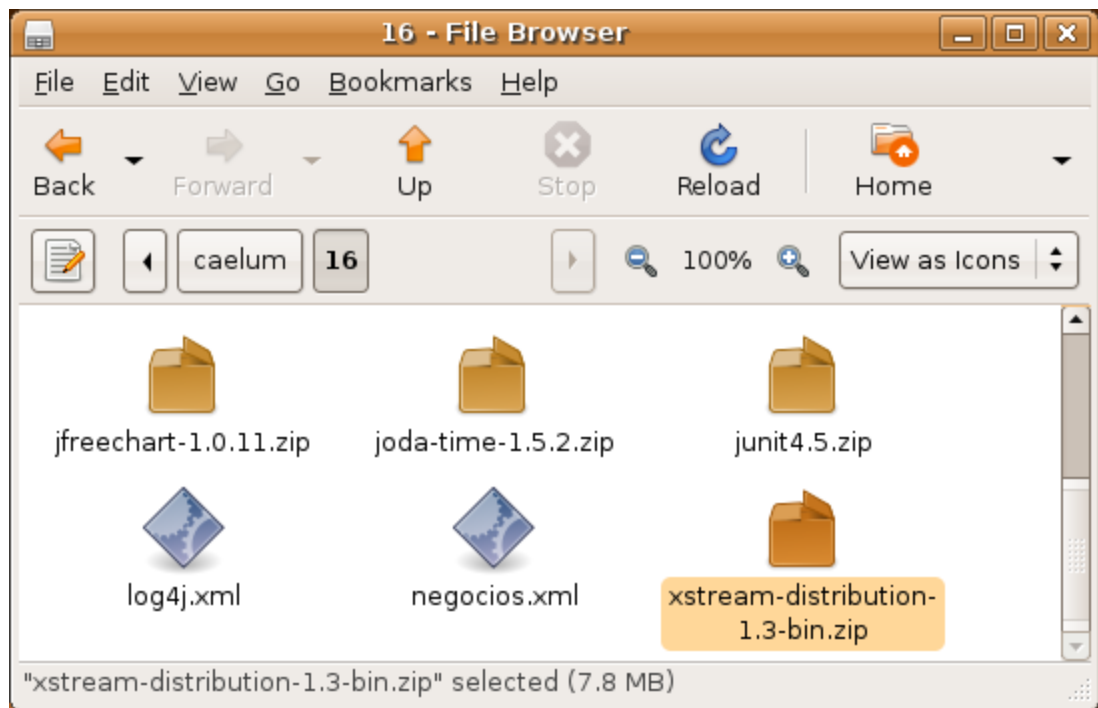 16 - File Browser
File Edit View Go Bookmarks Help
Back Forward Up Stop Reload Home
caelum 16 100% View as Icons
jfreechart-1.0.11.zip joda-time-1.5.2.zip junit4.5.zip
log4j.xml negocios.xml xstream-distribution-
1.3-bin.zip
"xstream-distribution-1.3-bin.zip" selected (7.8 MB)